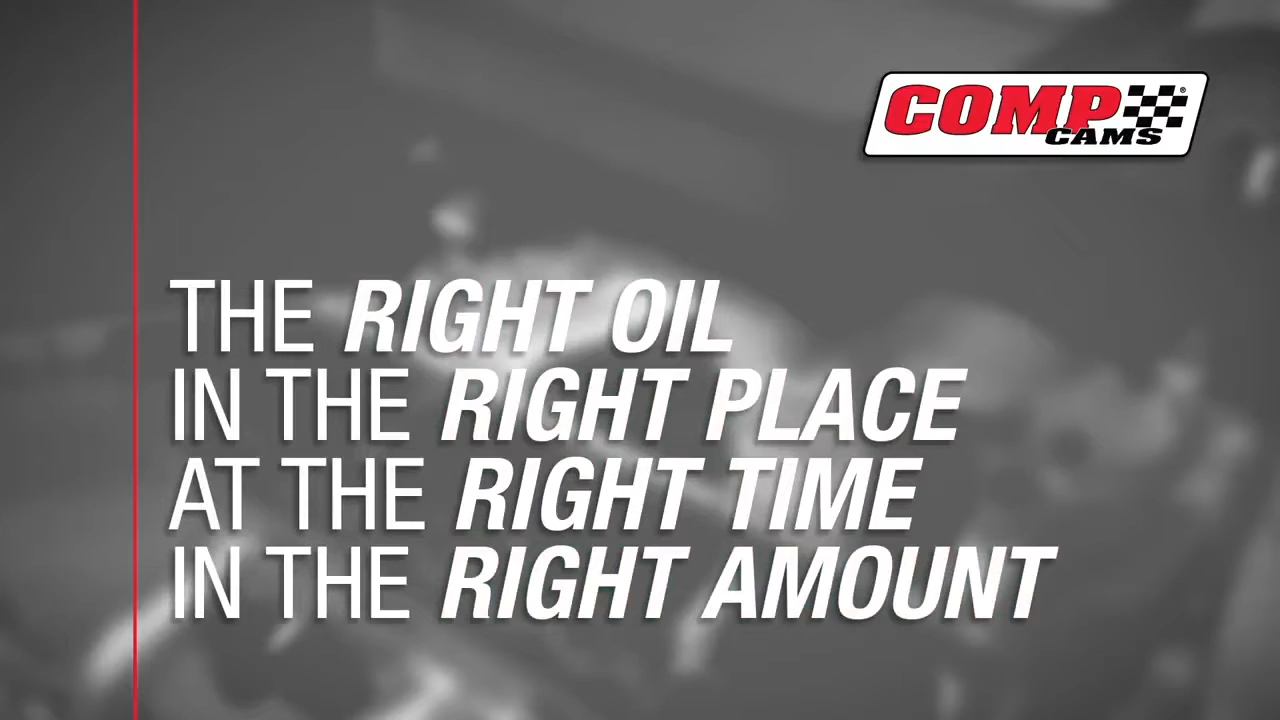 COMP
CAMS
THE RIGHT OIL
IN THE RIGHT PLACE
AT THE RIGHT TIME
IN THE RIGHT AMOUNT